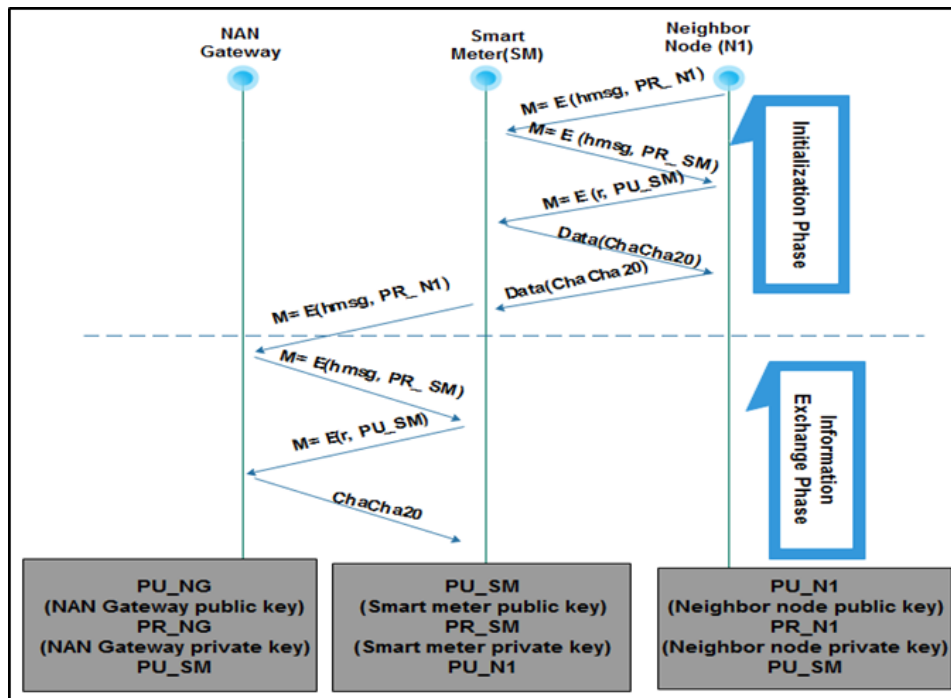 NAN
Gateway
Smart
Meter(SM)
Neighbor
Node (N1)
M= E (hmsg, PR_ N1)
M= E (hmsg, PR_ SM)
M= E (r, PU_SM)
Data(ChaCha20)
Data(ChaCha20)
M= E(hmsg, PR_ N1)
M= E(hmsg, PR_ SM)
M= E(r, PU_SM)
ChaCha20
Initialization Phase
Information
Exchange Phase
PU_NG
(NAN Gateway public key)
PR_NG
(NAN Gateway private key)
PU_SM
PU_SM
(Smart meter public key)
PR_SM
(Smart meter private key)
PU_N1
PU_N1
(Neighbor node public key)
PR_N1
(Neighbor node private key)
PU_SM